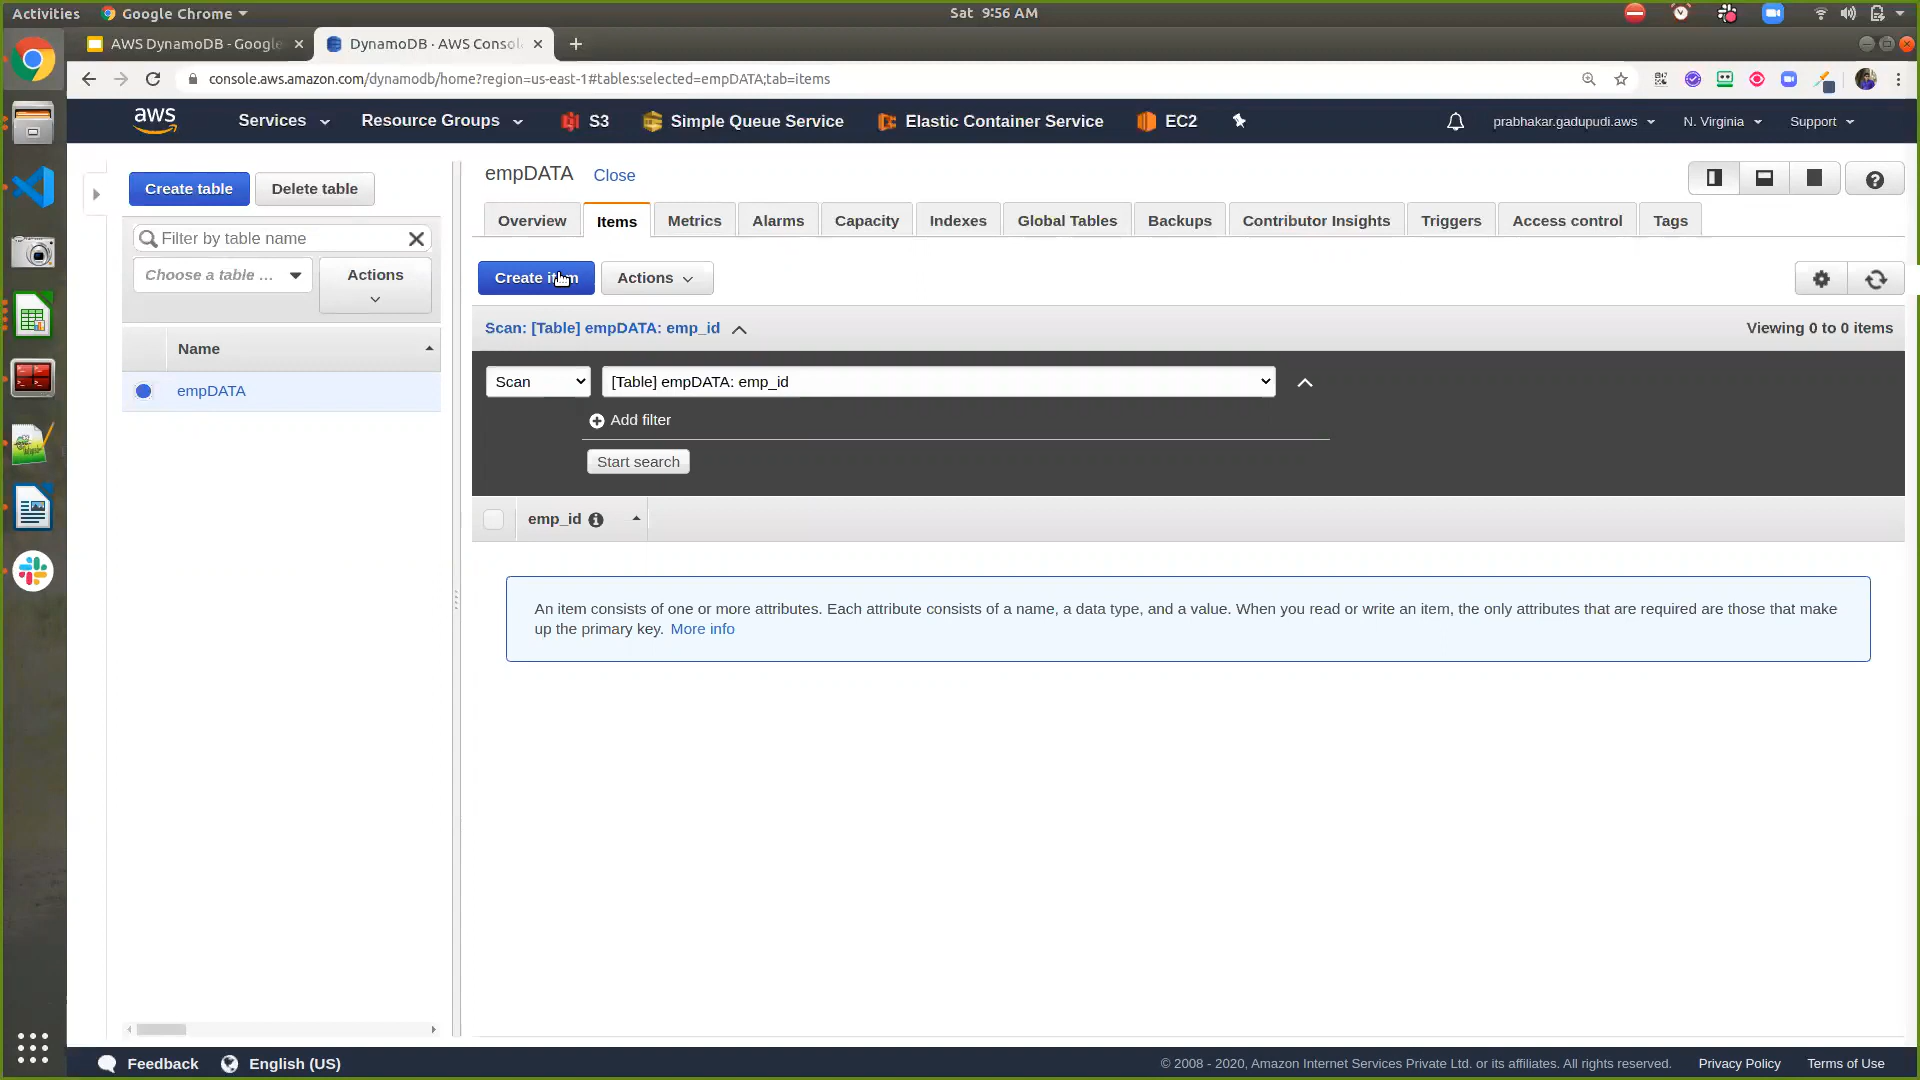 Activities
Google Chrome
Sat 9:56 AM
AWS DynamoDB - Google
DynamoDB · AWS Consol
console.aws.amazon.com/dynamodb/home?region=us-east-1#tables:selected=empDATA;tab=items
aws
Services
Resource Groups
S3
Simple Queue Service
Elastic Container Service
EC2
prabhakar.gadupudi.aws
N. Virginia
Support
Create table
Delete table
Filter by table name
Choose a table ...
Actions
Name
empDATA
empDATA
Close
Overview
Items
Metrics
Alarms
Capacity
Indexes
Global Tables
Backups
Contributor Insights
Triggers
Access control
Tags
Create item
Actions
Scan: [Table] empDATA: emp_id
Viewing 0 to 0 items
Scan
[Table] empDATA: emp_id
Add filter
Start search
emp_id
An item consists of one or more attributes. Each attribute consists of a name, a data type, and a value. When you read or write an item, the only attributes that are required are those that make
up the primary key. More info
Feedback
English (US)
© 2008 - 2020, Amazon Internet Services Private Ltd. or its affiliates. All rights reserved.
Privacy Policy
Terms of Use